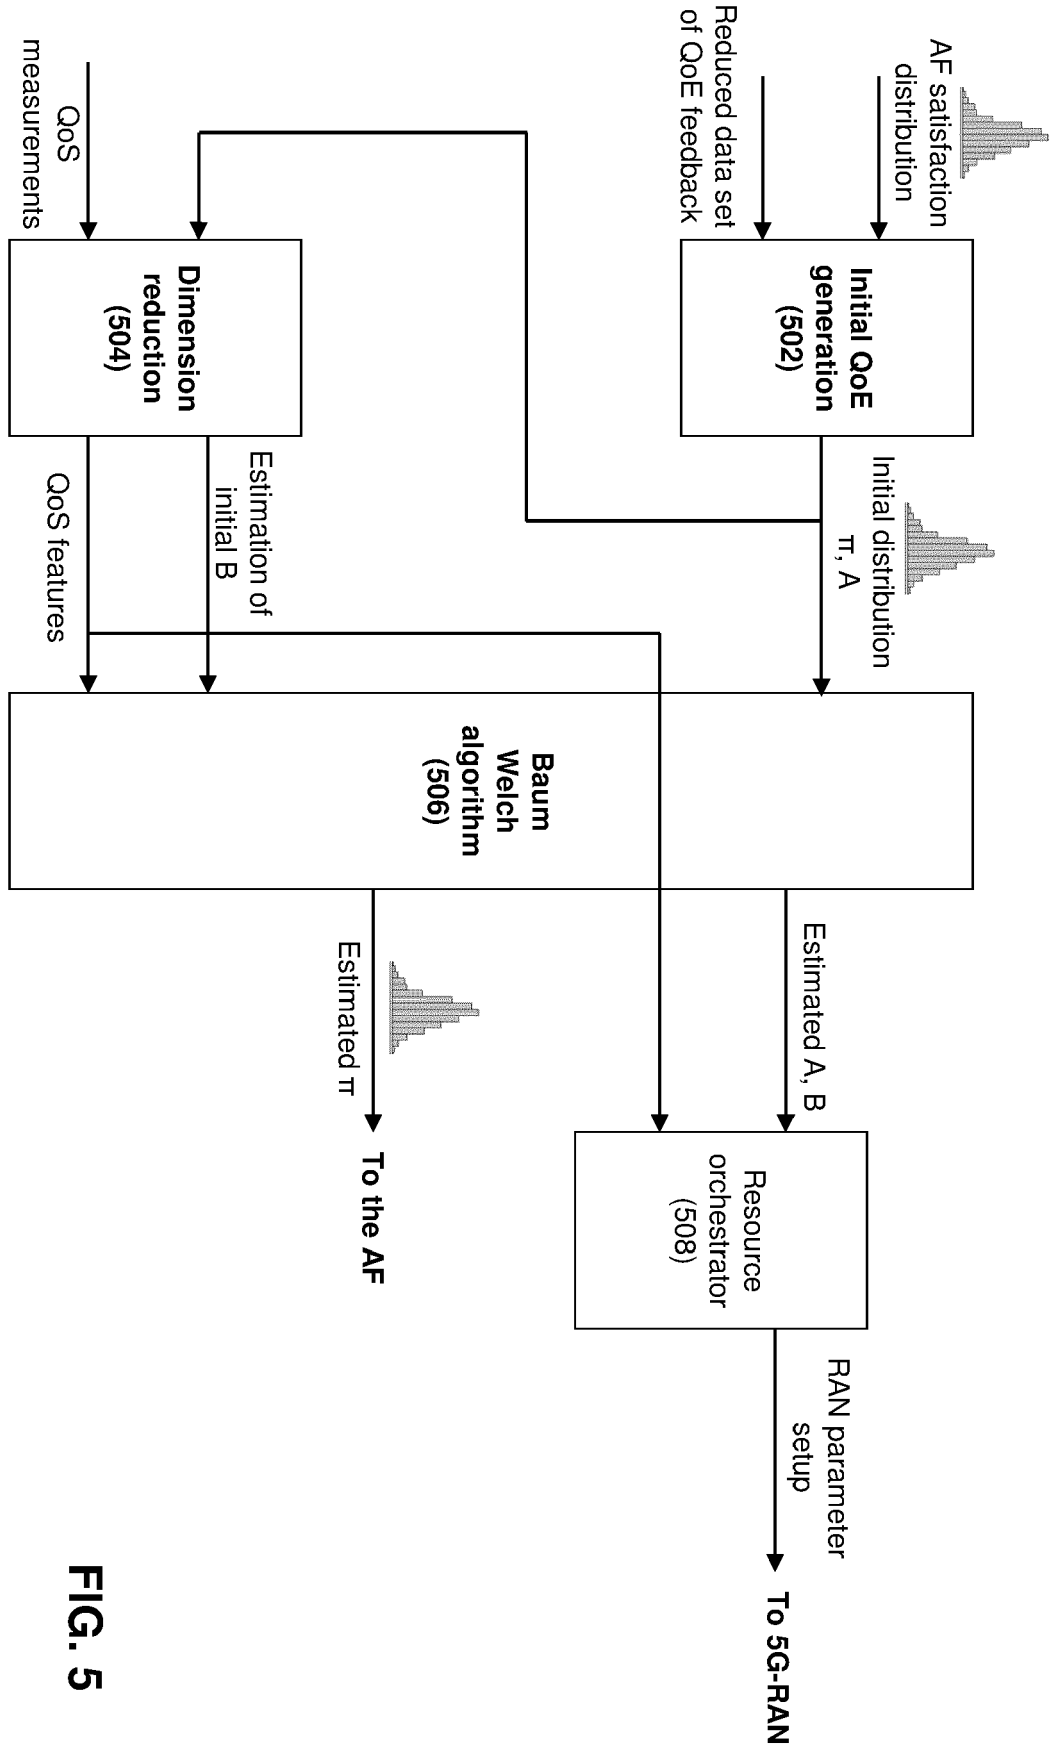 AF satisfaction
distribution
Reduced data set
of QoE feedback
Initial QoE
generation
(502)
Initial distribution
π, A
QoS
measurements
Dimension
reduction
(504)
Estimation of
initial B
QoS features
Baum
Welch
algorithm
(506)
Estimated A, B
Estimated π
To the AF
Resource
orchestrator
(508)
RAN parameter
setup
To 5G-RAN
FIG. 5